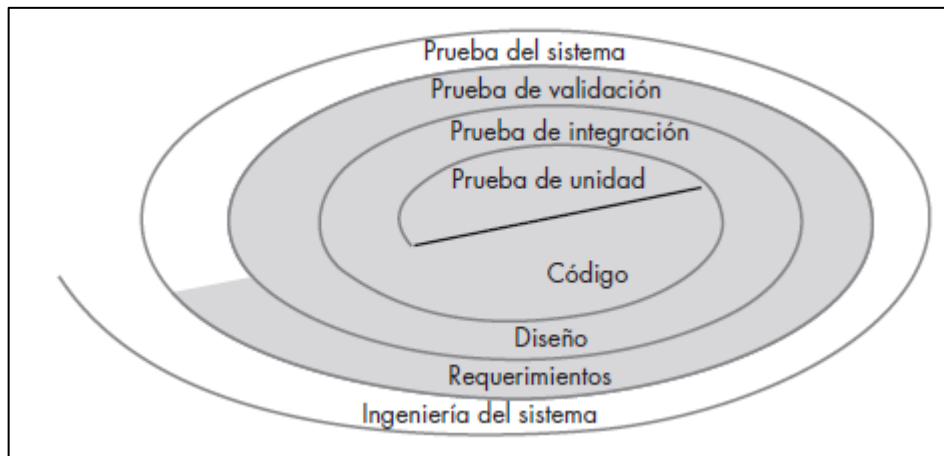 Prueba del sistema
Prueba de validación
Prueba de integración
Prueba de unidad
Código
Diseño
Requerimientos
Ingeniería del sistema